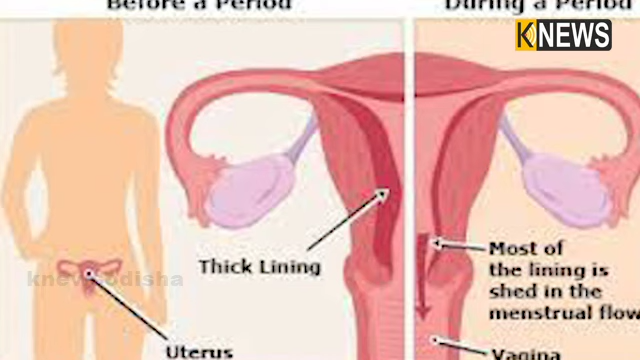 Before a Period
During a Period
KNEWS
Thick Lining
Most of
the lining is
shed in the
menstrual flow
knewsodisha
Uterus
Vagina